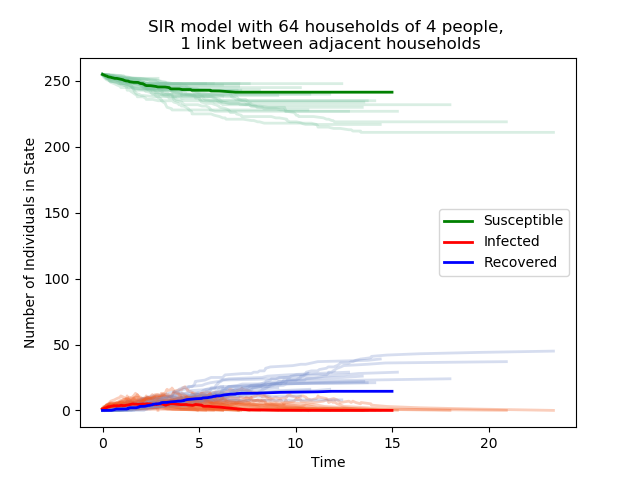 SIR model with 64 households of 4 people,
1 link between adjacent households
Number of Individuals in State
250
200
150
100
50
0
Susceptible
Infected
Recovered
0
5
10
15
20
Time